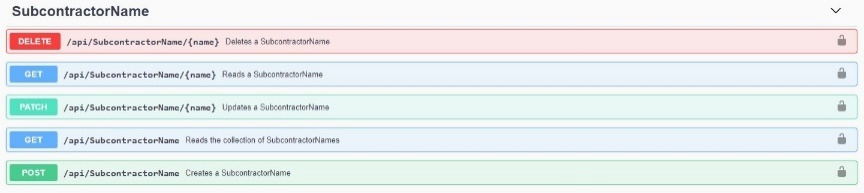 SubcontractorName
DELETE /api/SubcontractorName/{name} Deletes a SubcontractorName
GET /api/SubcontractorName/{name} Reads a SubcontractorName
PATCH /api/SubcontractorName/{name} Updates a SubcontractorName
GET /api/SubcontractorName Reads the collection of SubcontractorNames
POST /api/SubcontractorName Creates a SubcontractorName